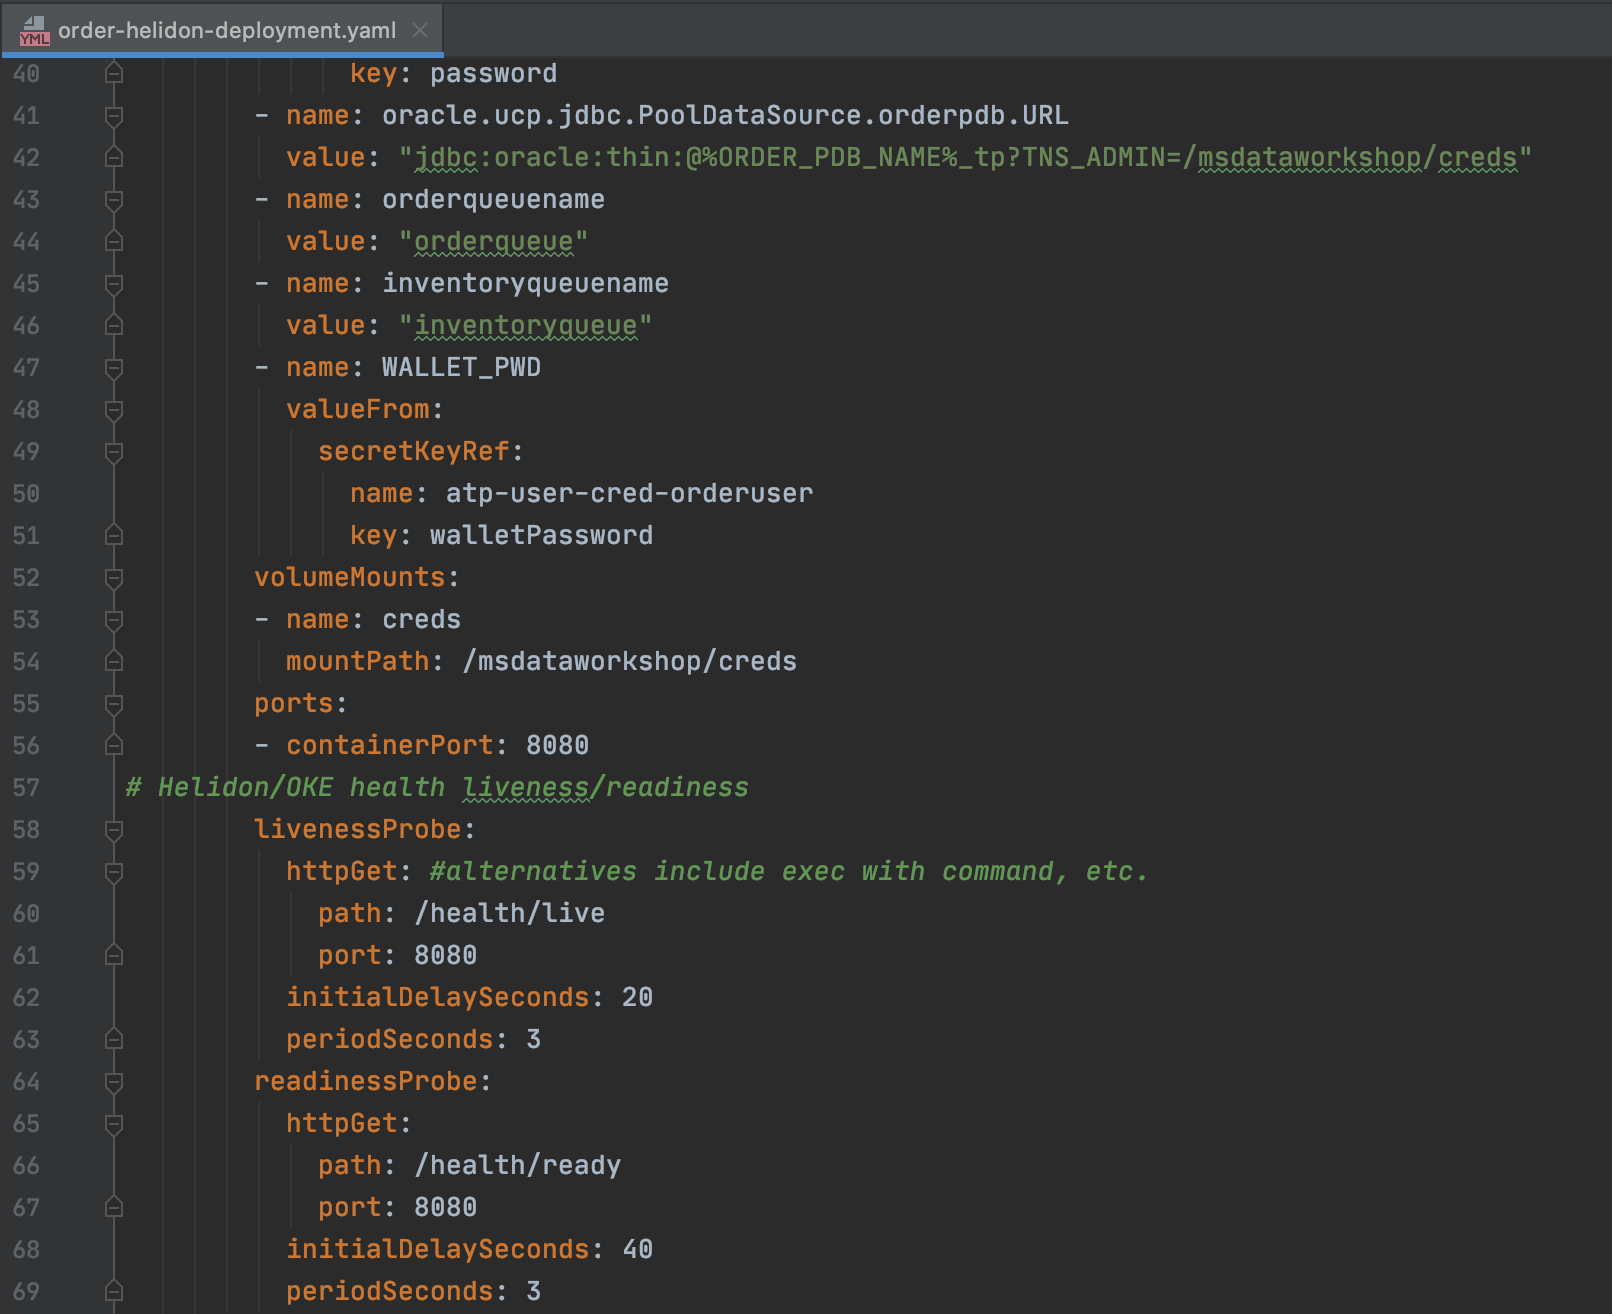 YML order-helidon-deployment.yaml
40 key: password
41 - name: oracle.ucp.jdbc.PoolDataSource.orderpdb.URL
42 value: "jdbc:oracle:thin:@%ORDER_PDB_NAME%_tp?TNS_ADMIN=/msdataworkshop/creds"
43 - name: orderqueuename
44 value: "orderqueue"
45 - name: inventoryqueuename
46 value: "inventoryqueue"
47 - name: WALLET_PWD
48 valueFrom:
49 secretKeyRef:
50 name: atp-user-cred-orderuser
51 key: walletPassword
52 volumeMounts:
53 - name: creds
54 mountPath: /msdataworkshop/creds
55 ports:
56 - containerPort: 8080
57 # Helidon/OKE health liveness/readiness
58 livenessProbe:
59 httpGet: #alternatives include exec with command, etc.
60 path: /health/live
61 port: 8080
62 initialDelaySeconds: 20
63 periodSeconds: 3
64 readinessProbe:
65 httpGet:
66 path: /health/ready
67 port: 8080
68 initialDelaySeconds: 40
69 periodSeconds: 3